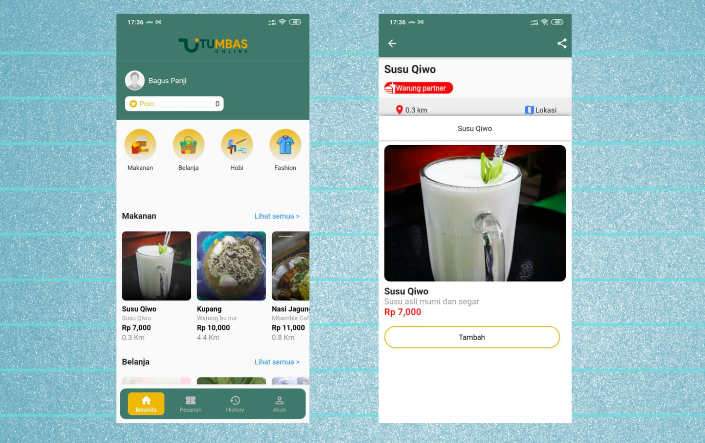 17:36
TUMBAS
ONLINE
Bagus Panji
Poin 0
Makanan Belanja Hobi Fashion
Makanan Lihat semua >
Susu Qiwo Kupang Nasi Jagung
Susu Qiwo Warung bu nur Mbamble
Rp 7,000 Rp 10,000 Rp 11,000
0.3 Km 4.4 Km 0.8 Km
Belanja Lihat semua >
Beranda Pesanan History Akun
17:36
Susu Qiwo
Warung partner
0.3 km Lokasi
Susu Qiwo
Susu Qiwo
Susu asli murni dan segar
Rp 7,000
Tambah